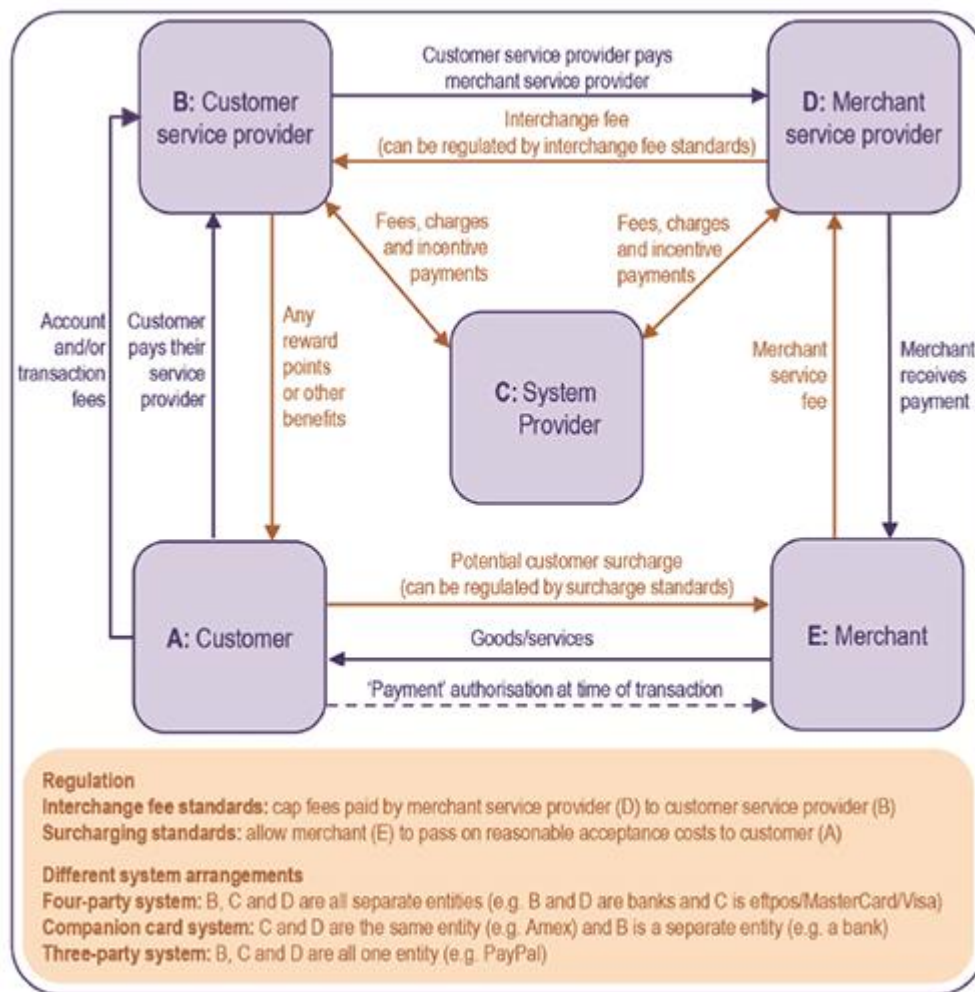 Customer service provider pays
merchant service provider
B: Customer
service provider
D: Merchant
service provider
Interchange fee
(can be regulated by interchange fee standards)
Fees, charges
and incentive
payments
Fees, charges
and incentive
payments
Account
and/or
transaction
fees
Customer
pays their
service
provider
Any
reward
points
or other
benefits
C: System
Provider
Merchant
service
fee
Merchant
receives
payment
Potential customer surcharge
(can be regulated by surcharge standards)
A: Customer
Goods/services
E: Merchant
'Payment' authorisation at time of transaction
Regulation
Interchange fee standards: cap fees paid by merchant service provider (D) to customer service provider (B)
Surcharging standards: allow merchant (E) to pass on reasonable acceptance costs to customer (A)
Different system arrangements
Four-party system: B, C and D are all separate entities (e.g. B and D are banks and C is eftpos/MasterCard/Visa)
Companion card system: C and D are the same entity (e.g. Amex) and B is a separate entity (e.g. a bank)
Three-party system: B, C and D are all one entity (e.g. PayPal)